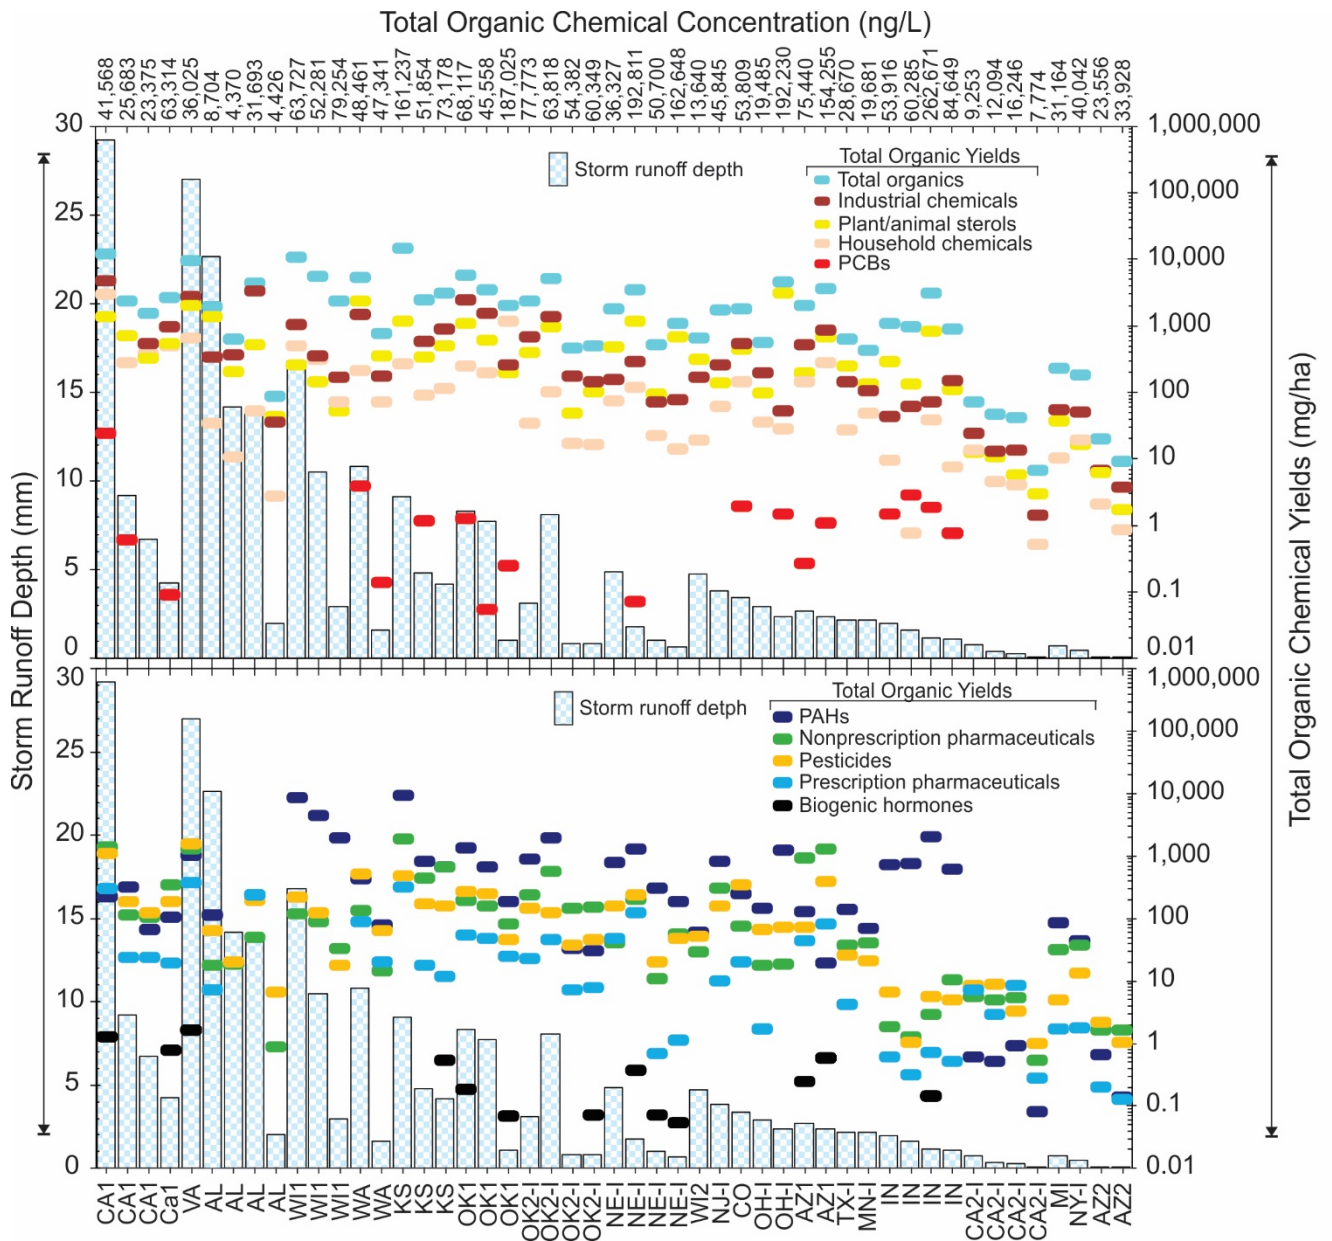 Total Organic Chemical Concentration (ng/L)
41,568
25,683
23,375
63,314
36,025
8,704
4,370
31,693
4,426
63,727
52,281
79,254
48,461
47,341
161,237
51,854
73,178
68,117
45,558
187,025
77,773
63,818
54,382
60,349
36,327
192,811
50,700
162,648
13,640
45,845
53,809
19,485
192,230
75,440
154,255
28,670
19,681
53,916
60,285
262,671
84,649
9,253
12,094
16,246
7,774
31,164
40,042
23,556
33,928
Storm Runoff Depth (mm)
30
25
20
15
10
5
0
Storm runoff depth
Total Organic Yields
Total organics
Industrial chemicals
Plant/animal sterols
Household chemicals
PCBs
1,000,000
100,000
10,000
1,000
100
10
1
0.1
0.01
Total Organic Chemical Yields (mg/ha)
30
25
20
15
10
5
0
Storm runoff detph
Total Organic Yields
PAHs
Nonprescription pharmaceuticals
Pesticides
Prescription pharmaceuticals
Biogenic hormones
1,000,000
100,000
10,000
1,000
100
10
1
0.1
0.01
CA1
CA1
CA1
Ca1
VA
AL
AL
AL
AL
WI1
WI1
WI1
WA
WA
KS
KS
KS
OK1
OK1
OK1
OK2-I
OK2-I
OK2-I
OK2-I
NE-I
NE-I
NE-I
NE-I
WI2
NJ-I
CO
OH-I
OH-I
AZ1
AZ1
TX-I
MN-I
IN
IN
IN
IN
CA2-I
CA2-I
CA2-I
CA2-I
MI
NY-I
AZ2
AZ2